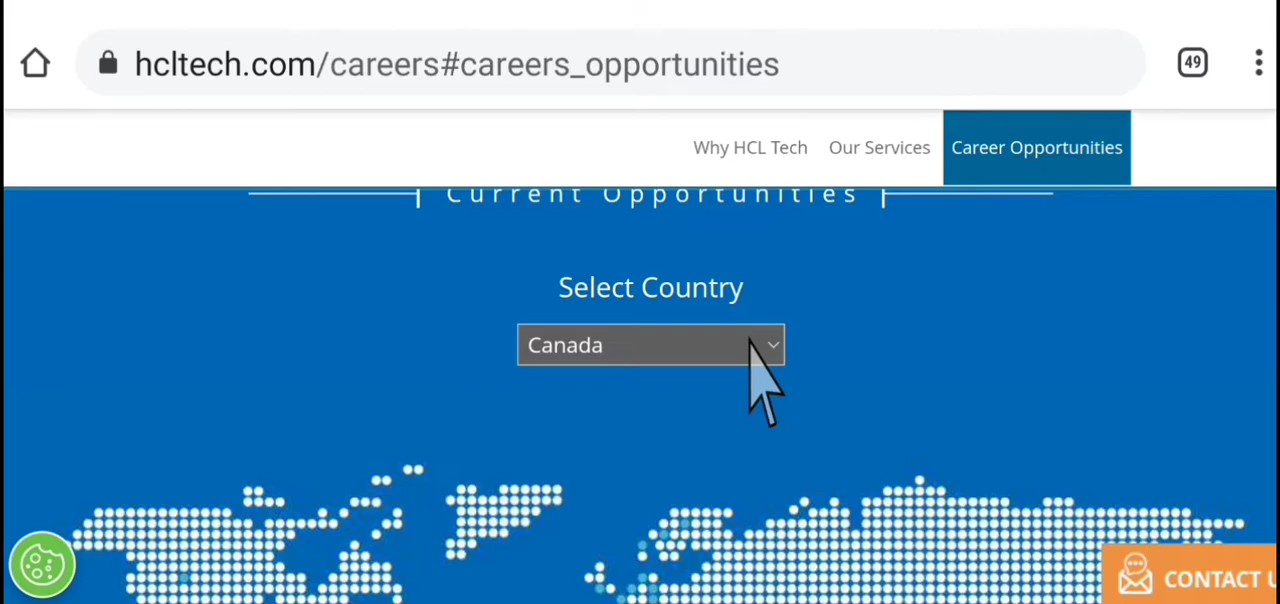 hcltech.com/careers#careers_opportunities
49
Why HCL Tech Our Services Career Opportunities
Current Opportunities
Select Country
Canada
CONTACT U